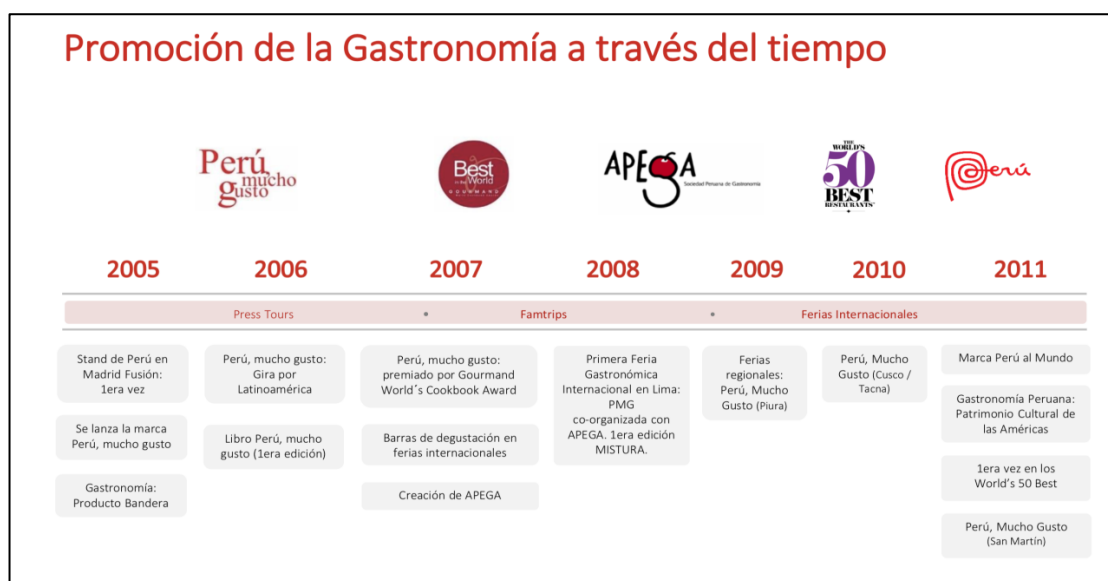 Promoción de la Gastronomía a través del tiempo
Perú
mucho
gusto
Best
in the World
GOURMAND
APEGA
Sociedad Peruana de Gastronomía
THE
WORLD'S
50
BEST
RESTAURANTS
Perú
2005
2006
2007
2008
2009
2010
2011
Press Tours
•
Famtrips
•
Ferias Internacionales
Stand de Perú en
Madrid Fusión:
1era vez
Se lanza la marca
Perú, mucho gusto
Gastronomía:
Producto Bandera
Perú, mucho gusto:
Gira por
Latinoamérica
Libro Perú, mucho
gusto (1era edición)
Perú, mucho gusto:
premiado por Gourmand
World´s Cookbook Award
Barras de degustación en
ferias internacionales
Creación de APEGA
Primera Feria
Gastronómica
Internacional en Lima:
PMG
co-organizada con
APEGA. 1era edición
MISTURA.
Ferias
regionales:
Perú, Mucho
Gusto (Piura)
Perú, Mucho
Gusto (Cusco /
Tacna)
Marca Perú al Mundo
Gastronomía Peruana:
Patrimonio Cultural de
las Américas
1era vez en los
World's 50 Best
Perú, Mucho Gusto
(San Martín)